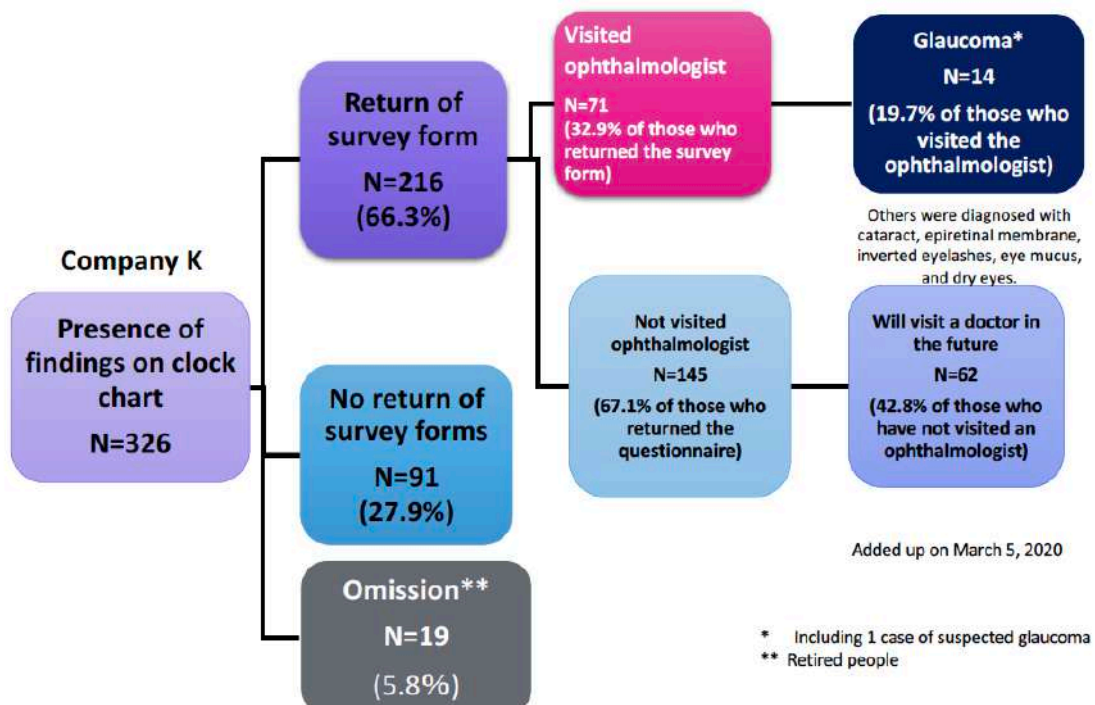 Company K
Presence of
findings on clock
chart
N=326
Return of
survey form
N=216
(66.3%)
No return of
survey forms
N=91
(27.9%)
Omission**
N=19
(5.8%)
Visited
ophthalmologist
N=71
(32.9% of those who
returned the survey
form)
Not visited
ophthalmologist
N=145
(67.1% of those who
returned the
questionnaire)
Glaucoma*
N=14
(19.7% of those who
visited the
ophthalmologist)
Others were diagnosed with
cataract, epiretinal membrane,
inverted eyelashes, eye mucus,
and dry eyes.
Will visit a doctor in
the future
N=62
(42.8% of those who
have not visited an
ophthalmologist)
Added up on March 5, 2020
* Including 1 case of suspected glaucoma
** Retired people